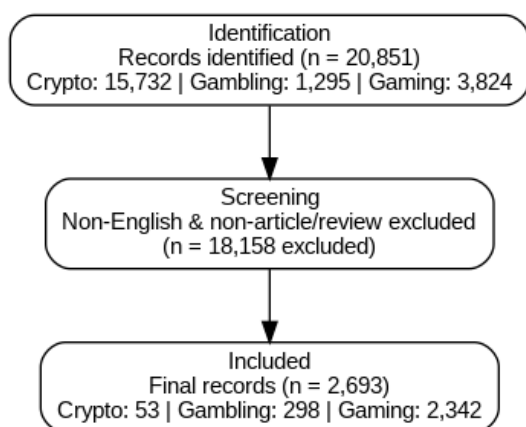 Identification
Records identified (n = 20,851)
Crypto: 15,732 | Gambling: 1,295 | Gaming: 3,824
Screening
Non-English & non-article/review excluded
(n = 18,158 excluded)
Included
Final records (n = 2,693)
Crypto: 53 | Gambling: 298 | Gaming: 2,342